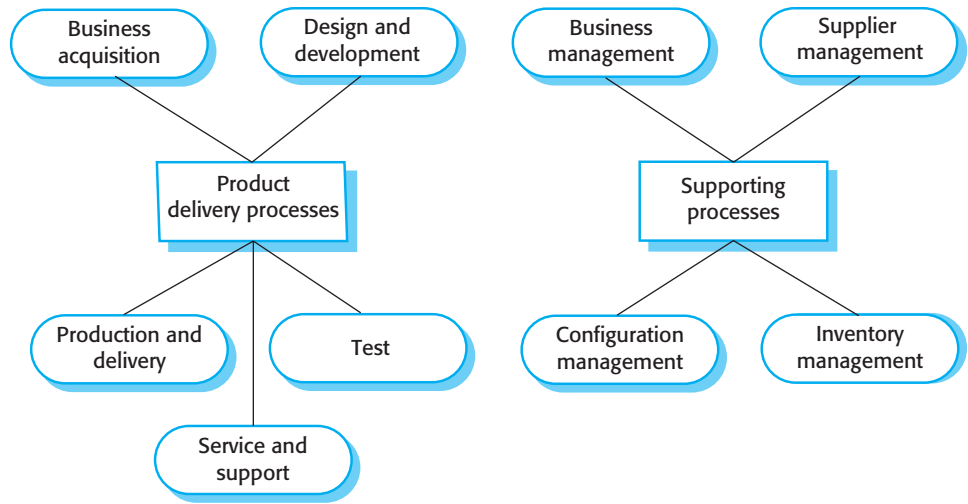 Business
acquisition
Design and
development
Business
management
Supplier
management
Product
delivery processes
Supporting
processes
Production and
delivery
Test
Configuration
management
Inventory
management
Service and
support